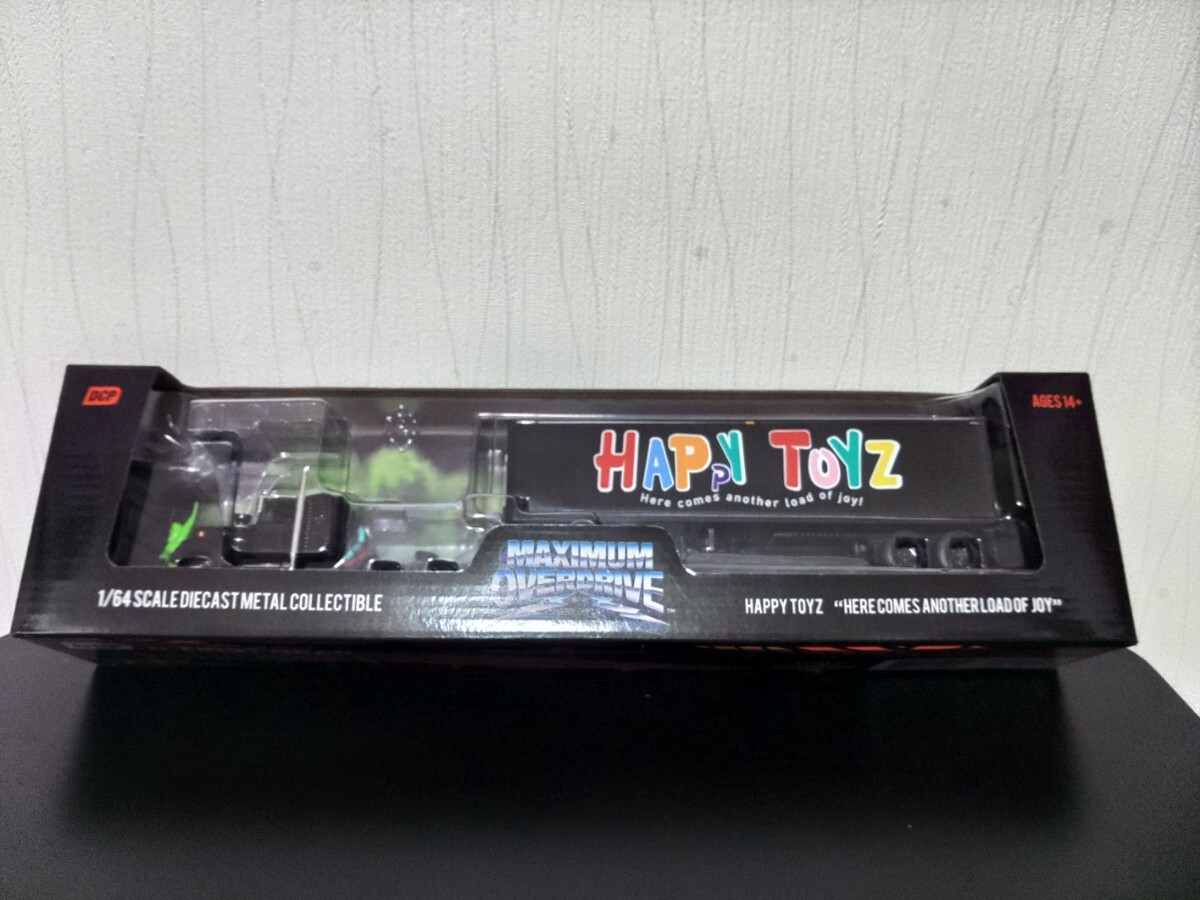 DCP
AGES 14+
HAPPY TOYZ
Here comes another load of joy!
MAXIMUM
OVERDRIVE™
1/64 SCALE DIECAST METAL COLLECTIBLE
HAPPY TOYZ "HERE COMES ANOTHER LOAD OF JOY"